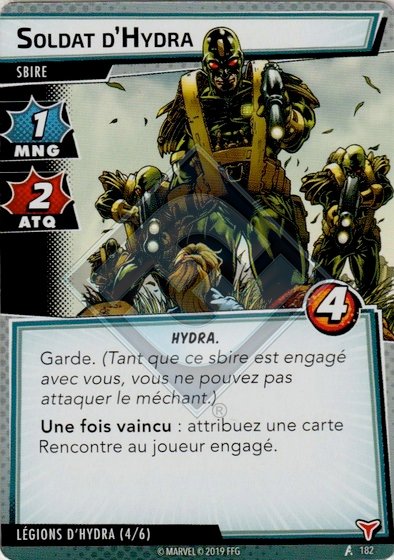 SOLDAT D'HYDRA
SBIRE
1
MNG
2
ATQ
4
HYDRA.
Garde. (Tant que ce sbire est engagé
avec vous, vous ne pouvez pas
attaquer le méchant.)
Une fois vaincu : attribuez une carte
Rencontre au joueur engagé.
®
LÉGIONS D'HYDRA (4/6)
© MARVEL © 2019 FFG
182